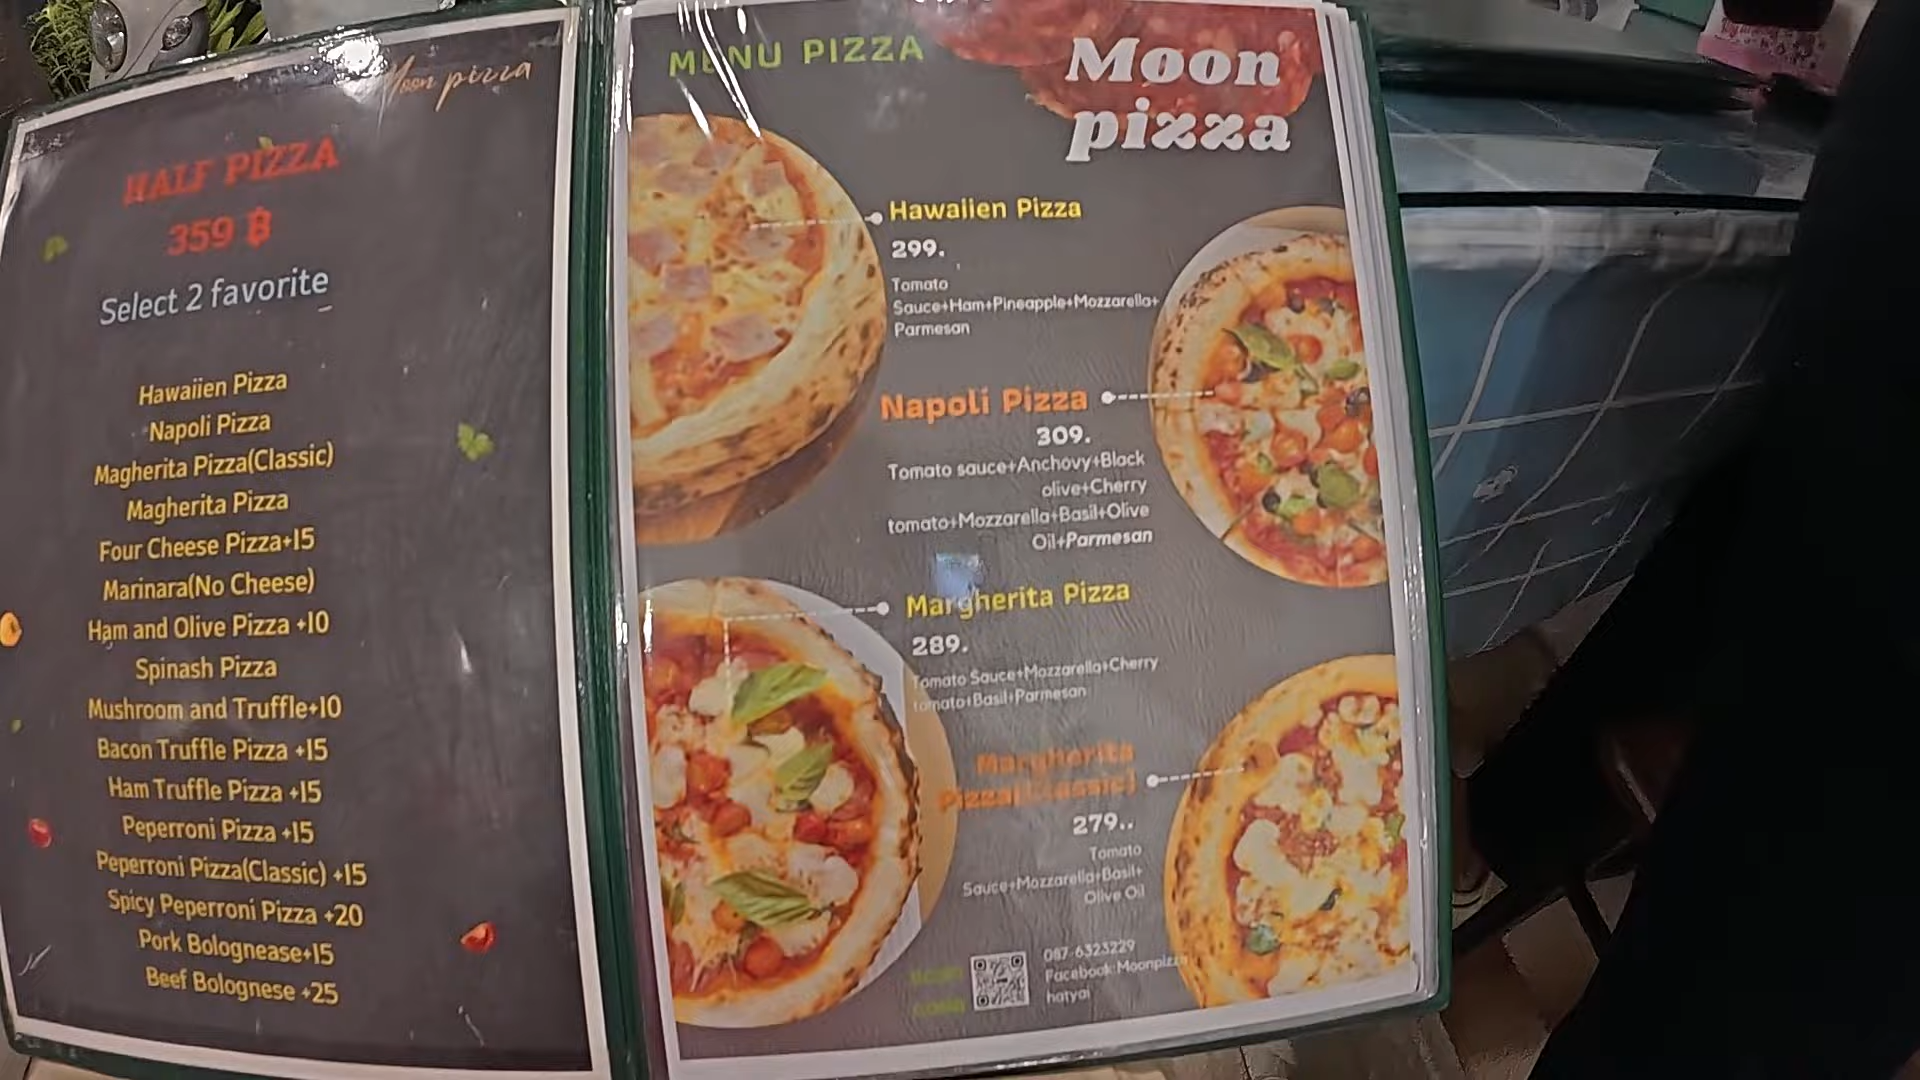 Moon pizza
HALF PIZZA
359 ฿
Select 2 favorite
Hawaiien Pizza
Napoli Pizza
Magherita Pizza(Classic)
Magherita Pizza
Four Cheese Pizza+15
Marinara(No Cheese)
Ham and Olive Pizza +10
Spinash Pizza
Mushroom and Truffle+10
Bacon Truffle Pizza +15
Ham Truffle Pizza +15
Peperroni Pizza +15
Peperroni Pizza(Classic) +15
Spicy Peperroni Pizza +20
Pork Bolognease+15
Beef Bolognese +25
MENU PIZZA
Moon
pizza
Hawaiien Pizza
299.
Tomato
Sauce+Ham+Pineapple+Mozzarella+
Parmesan
Napoli Pizza
309.
Tomato sauce+Anchovy+Black
olive+Cherry
tomato+Mozzarella+Basil+Olive
Oil+Parmesan
Margherita Pizza
289.
Tomato Sauce+Mozzarella+Cherry
tomato+Basil+Parmesan
Margherita
Pizza(Classic)
279..
Tomato
Sauce+Mozzarella+Basil+
Olive Oil
087-6323229
Facebook:Moonpizza
hatyai